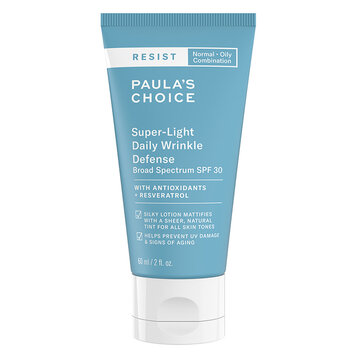 RESIST
Normal • Oily
Combination
PAULA'S
CHOICE
Super-Light
Daily Wrinkle
Defense
Broad Spectrum SPF 30
WITH ANTIOXIDANTS
+ RESVERATROL
SILKY LOTION MATTIFIES
WITH A SHEER, NATURAL
TINT FOR ALL SKIN TONES
HELPS PREVENT UV DAMAGE
& SIGNS OF AGING
60 ml / 2 fl. oz.